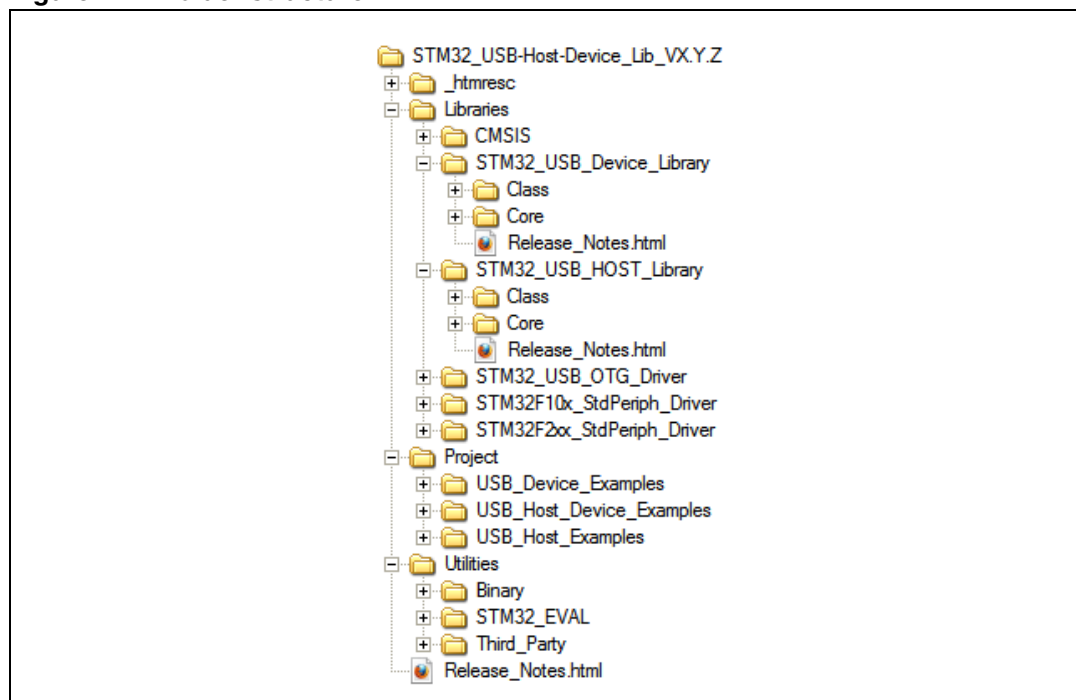 STM32_USB-Host-Device_Lib_VX.Y.Z
_htmresc
Libraries
CMSIS
STM32_USB_Device_Library
Class
Core
Release_Notes.html
STM32_USB_HOST_Library
Class
Core
Release_Notes.html
STM32_USB_OTG_Driver
STM32F10x_StdPeriph_Driver
STM32F2xx_StdPeriph_Driver
Project
USB_Device_Examples
USB_Host_Device_Examples
USB_Host_Examples
Utilities
Binary
STM32_EVAL
Third_Party
Release_Notes.html